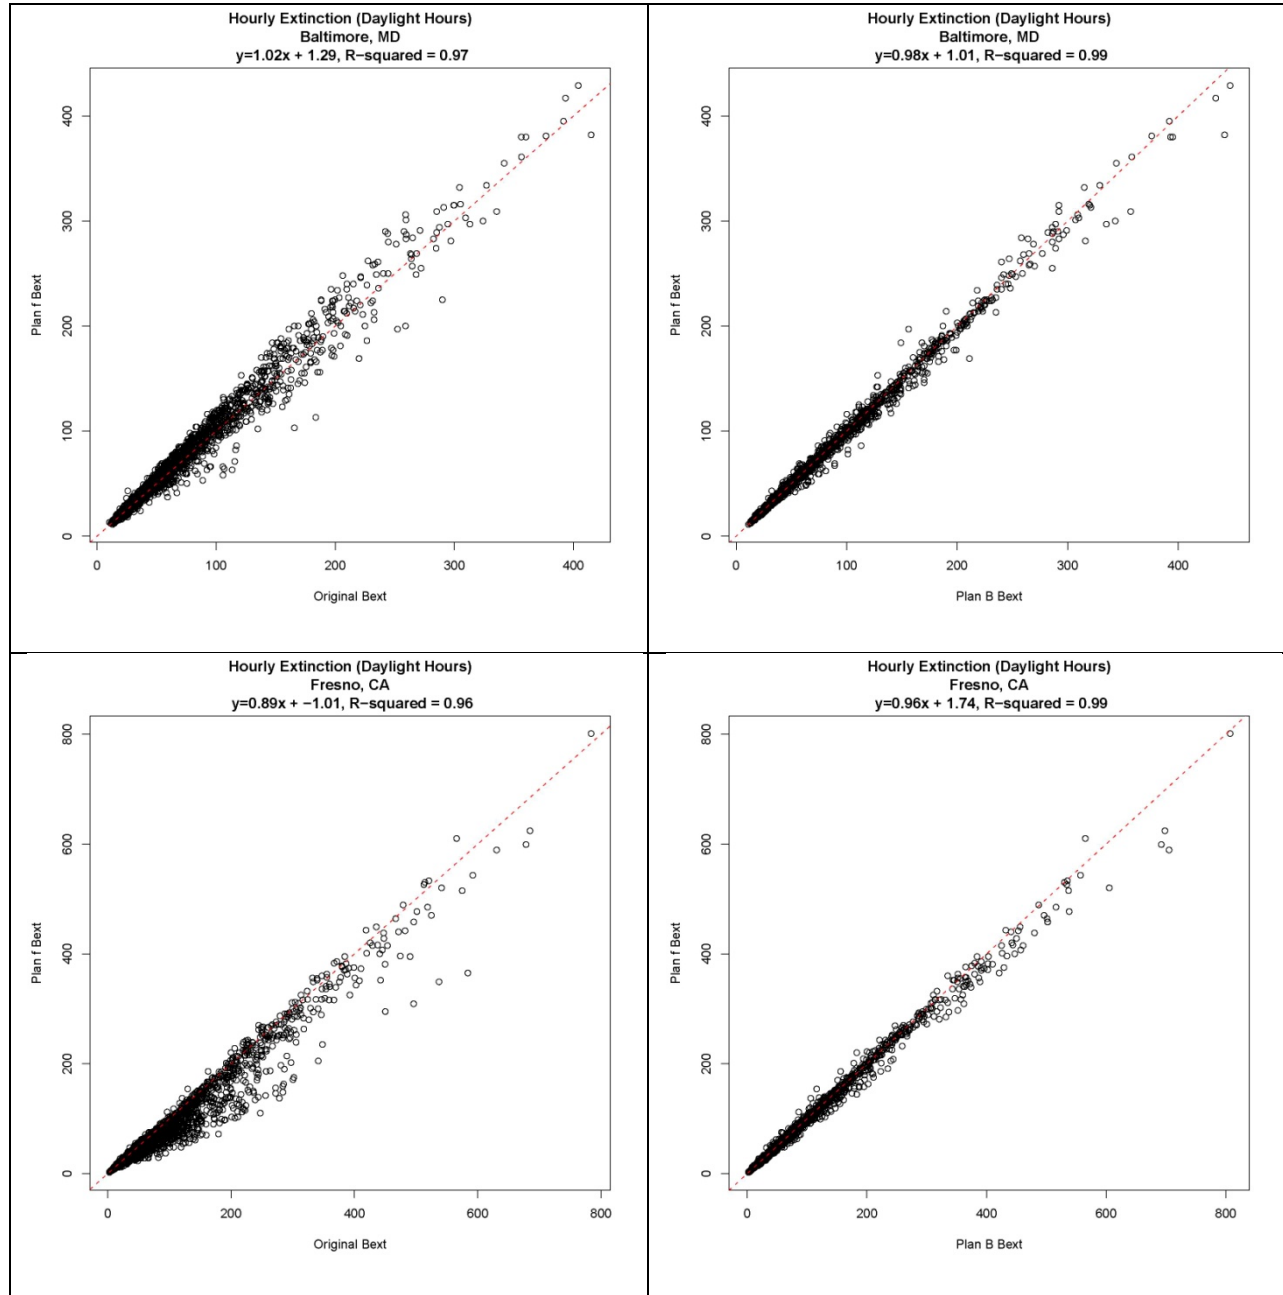 Hourly Extinction (Daylight Hours)
Baltimore, MD
y=1.02x + 1.29, R−squared = 0.97
400
300
200
100
0
Plan f Bext
0 100 200 300 400
Original Bext
Hourly Extinction (Daylight Hours)
Baltimore, MD
y=0.98x + 1.01, R−squared = 0.99
400
300
200
100
0
Plan f Bext
0 100 200 300 400
Plan B Bext
Hourly Extinction (Daylight Hours)
Fresno, CA
y=0.89x + −1.01, R−squared = 0.96
800
600
400
200
0
Plan f Bext
0 200 400 600 800
Original Bext
Hourly Extinction (Daylight Hours)
Fresno, CA
y=0.96x + 1.74, R−squared = 0.99
800
600
400
200
0
Plan f Bext
0 200 400 600 800
Plan B Bext